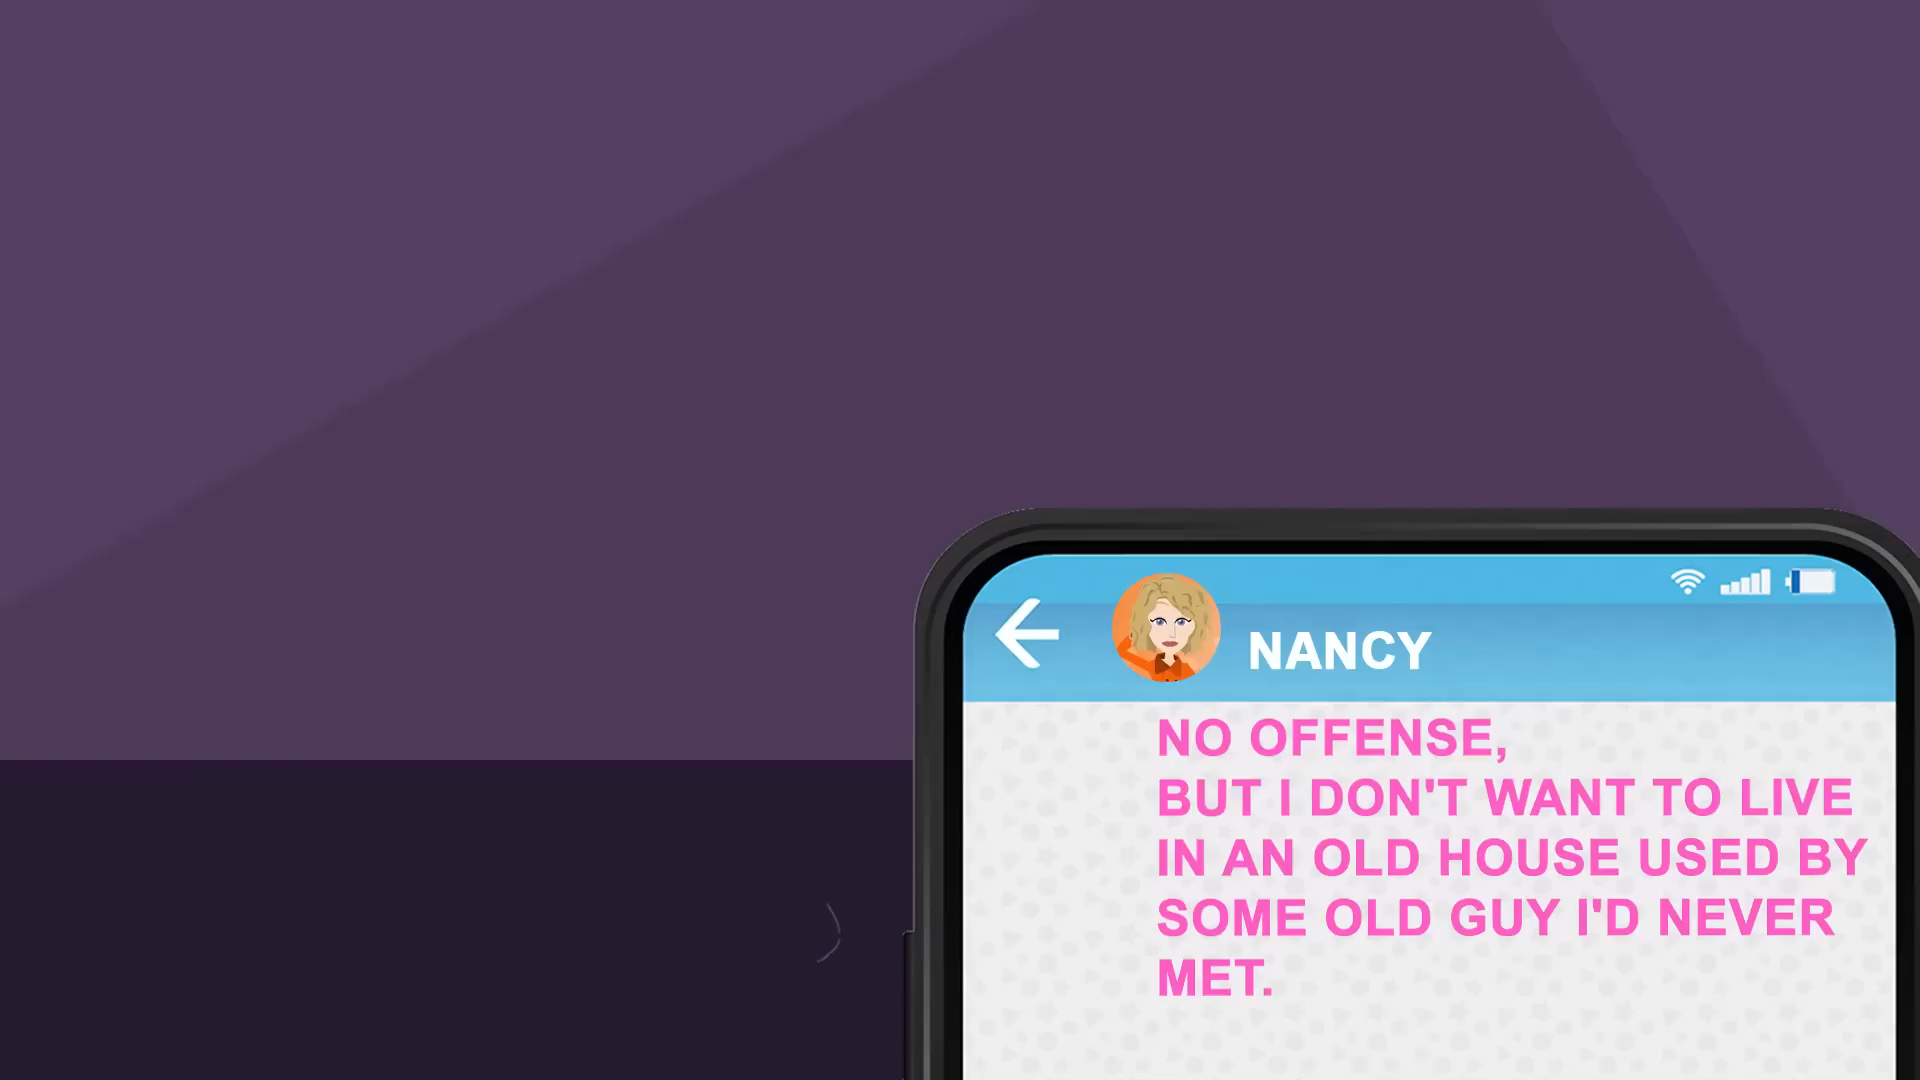 NANCY
NO OFFENSE,
BUT I DON'T WANT TO LIVE
IN AN OLD HOUSE USED BY
SOME OLD GUY I'D NEVER
MET.